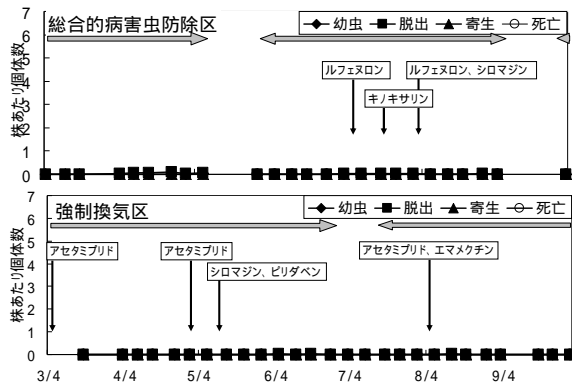 総合的病害虫防除区
幼虫 脱出 寄生 死亡
ルフェヌロン
ルフェヌロン、シロマジン
キノキサリン
株あたり個体数
7
6
5
4
3
2
1
0
強制換気区
幼虫 脱出 寄生 死亡
アセタミプリド
アセタミプリド
アセタミプリド、エマメクチン
シロマジン、ピリダベン
株あたり個体数
7
6
5
4
3
2
1
0
3/4 4/4 5/4 6/4 7/4 8/4 9/4